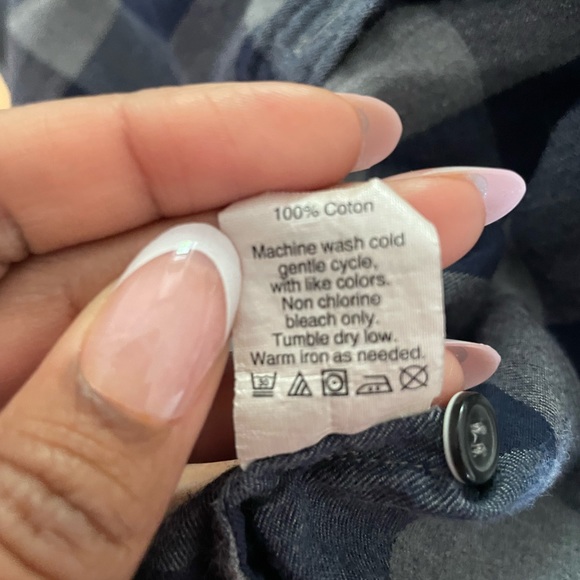 100% Coton
Machine wash cold
gentle cycle,
with like colors.
Non chlorine
bleach only.
Tumble dry low.
Warm iron as needed.
30